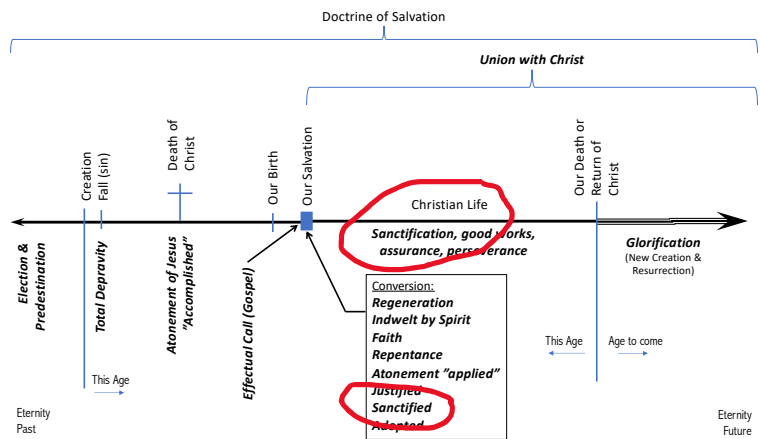 Doctrine of Salvation
Union with Christ
Creation
Fall (sin)
Death of
Christ
Our Birth
Our Salvation
Our Death or
Return of
Christ
Christian Life
Sanctification, good works,
assurance, perseverance
Glorification
(New Creation &
Resurrection)
Election &
Predestination
Total Depravity
Atonement of Jesus
"Accomplished"
Effectual Call (Gospel)
Conversion:
Regeneration
Indwelt by Spirit
Faith
Repentance
Atonement ”applied”
Justified
Sanctified
Adopted
This Age
Age to come
This Age
Eternity
Past
Eternity
Future